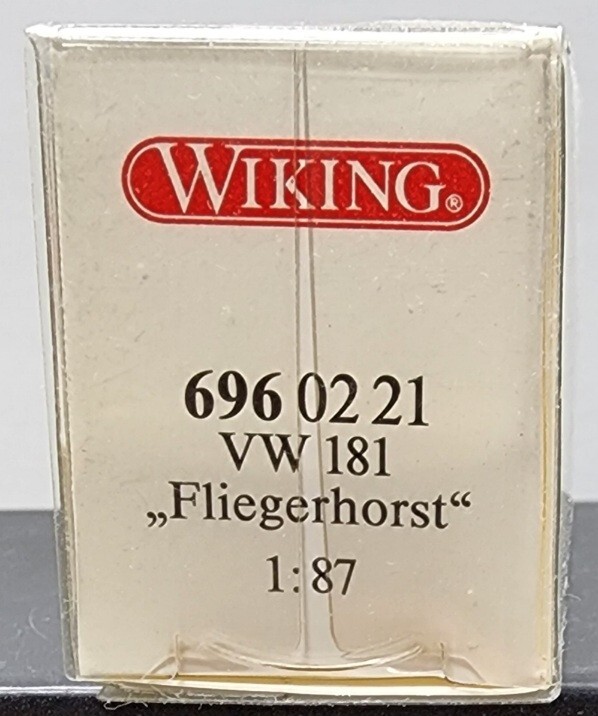 WIKING®
696 02 21
VW 181
„Fliegerhorst“
1:87